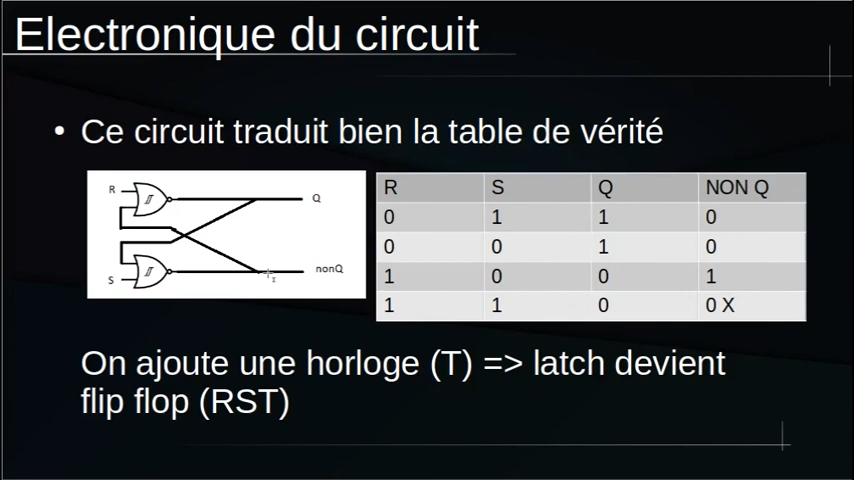 Electronique du circuit
• Ce circuit traduit bien la table de vérité
R
Q
S
nonQ
R S Q NON Q
0 1 1 0
0 0 1 0
1 0 0 1
1 1 0 0 X
On ajoute une horloge (T) => latch devient
flip flop (RST)